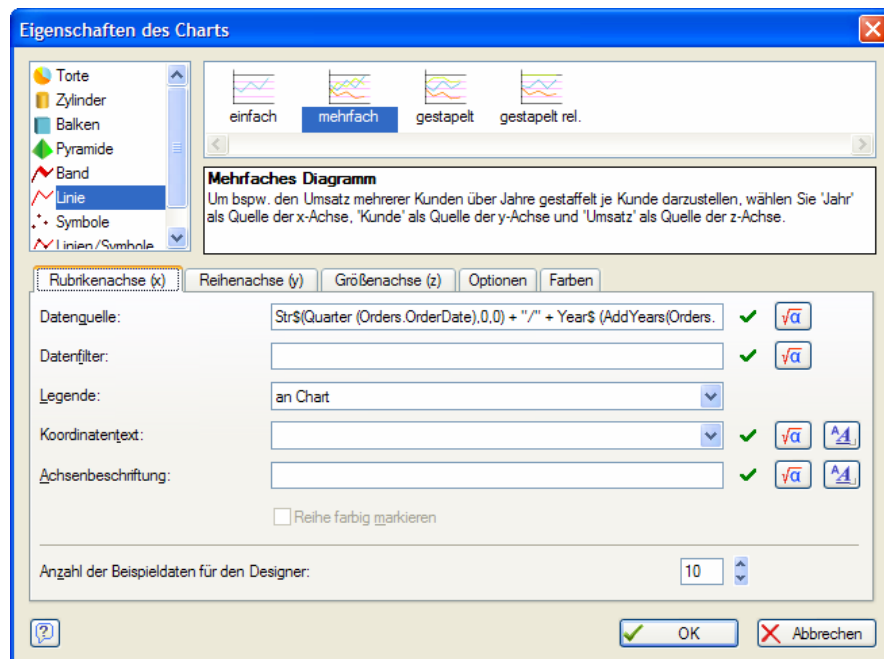 Eigenschaften des Charts
Torte
Zylinder
Balken
Pyramide
Band
Linie
Symbole
Linien/Symbole
einfach
mehrfach
gestapelt
gestapelt rel.
Mehrfaches Diagramm
Um bspw. den Umsatz mehrerer Kunden über Jahre gestaffelt je Kunde darzustellen, wählen Sie 'Jahr'
als Quelle der x-Achse, 'Kunde' als Quelle der y-Achse und 'Umsatz' als Quelle der z-Achse.
Rubrikenachse (x) Reihenachse (y) Größenachse (z) Optionen Farben
Datenquelle: Str$(Quarter (Orders.OrderDate),0,0) + "/" + Year$ (AddYears(Orders.
Datenfilter:
Legende: an Chart
Koordinatentext:
Achsenbeschriftung:
Reihe farbig markieren
Anzahl der Beispieldaten für den Designer: 10
OK Abbrechen